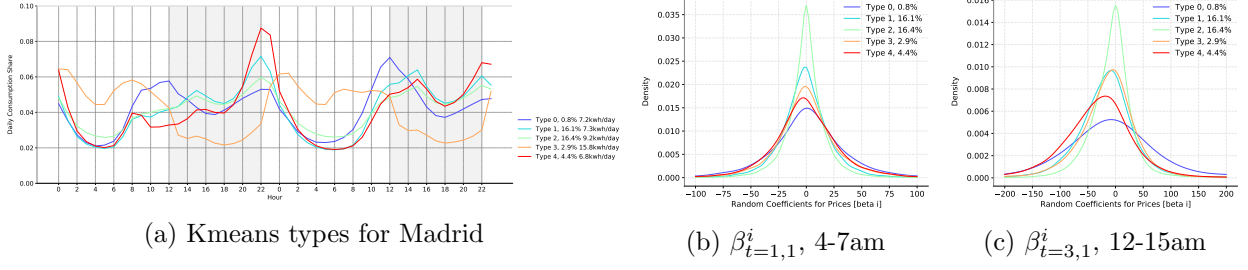 Daily Consumption Share
0.10
0.08
0.06
0.04
0.02
0.00
0 2 4 6 8 10 12 14 16 18 20 22 0 2 4 6 8 10 12 14 16 18 20 22
Hour
Type 0, 0.8% 7.2kwh/day
Type 1, 16.1% 7.3kwh/day
Type 2, 16.4% 9.2kwh/day
Type 3, 2.9% 15.8kwh/day
Type 4, 4.4% 6.8kwh/day
(a) Kmeans types for Madrid
Density
0.035
0.030
0.025
0.020
0.015
0.010
0.005
0.000
−100 −75 −50 −25 0 25 50 75 100
Random Coefficients for Prices [beta i]
Type 0, 0.8%
Type 1, 16.1%
Type 2, 16.4%
Type 3, 2.9%
Type 4, 4.4%
(b) β^i_{t=1,1}, 4-7am
Density
0.016
0.014
0.012
0.010
0.008
0.006
0.004
0.002
0.000
−200 −150 −100 −50 0 50 100 150 200
Random Coefficients for Prices [beta i]
Type 0, 0.8%
Type 1, 16.1%
Type 2, 16.4%
Type 3, 2.9%
Type 4, 4.4%
(c) β^i_{t=3,1}, 12-15am